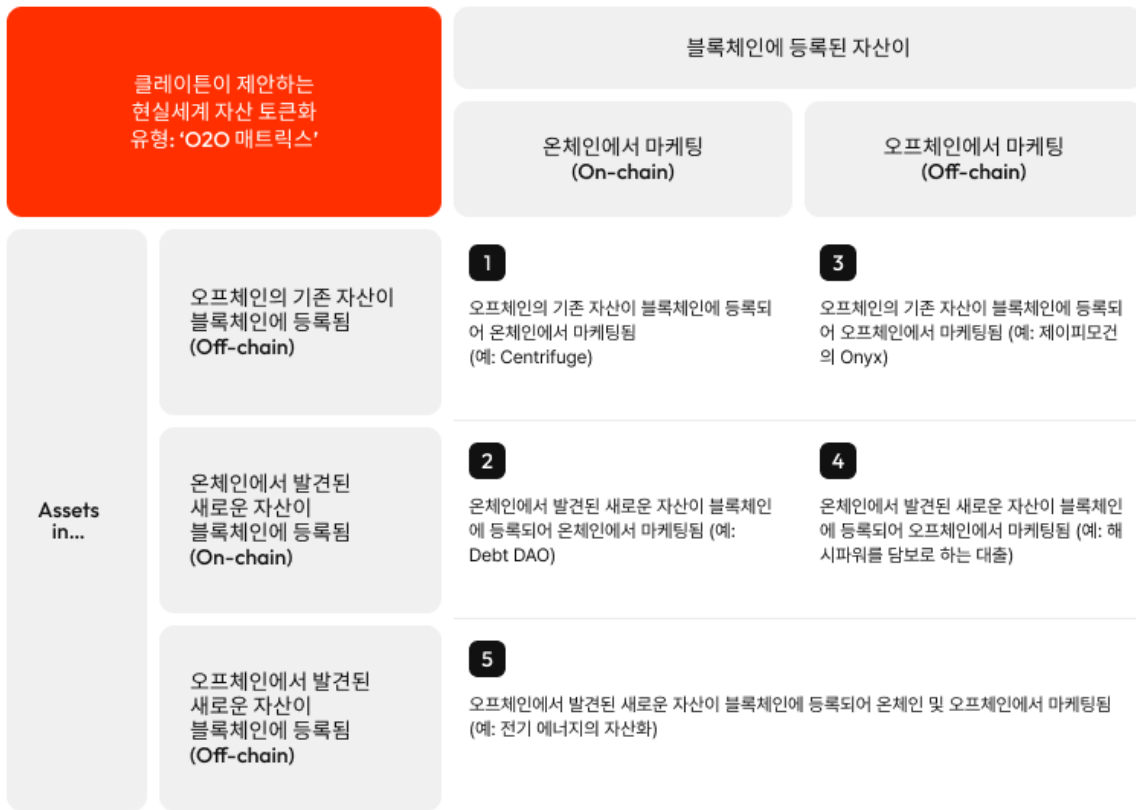 클레이튼이 제안하는
현실세계 자산 토큰화
유형: ‘O2O 매트릭스’
블록체인에 등록된 자산이
온체인에서 마케팅
(On-chain)
오프체인에서 마케팅
(Off-chain)
Assets
in...
오프체인의 기존 자산이
블록체인에 등록됨
(Off-chain)
1
오프체인의 기존 자산이 블록체인에 등록되
어 온체인에서 마케팅됨
(예: Centrifuge)
3
오프체인의 기존 자산이 블록체인에 등록되
어 오프체인에서 마케팅됨 (예: 제이피모건
의 Onyx)
온체인에서 발견된
새로운 자산이
블록체인에 등록됨
(On-chain)
2
온체인에서 발견된 새로운 자산이 블록체인
에 등록되어 온체인에서 마케팅됨 (예:
Debt DAO)
4
온체인에서 발견된 새로운 자산이 블록체인
에 등록되어 오프체인에서 마케팅됨 (예: 해
시파워를 담보로 하는 대출)
오프체인에서 발견된
새로운 자산이
블록체인에 등록됨
(Off-chain)
5
오프체인에서 발견된 새로운 자산이 블록체인에 등록되어 온체인 및 오프체인에서 마케팅됨
(예: 전기 에너지의 자산화)